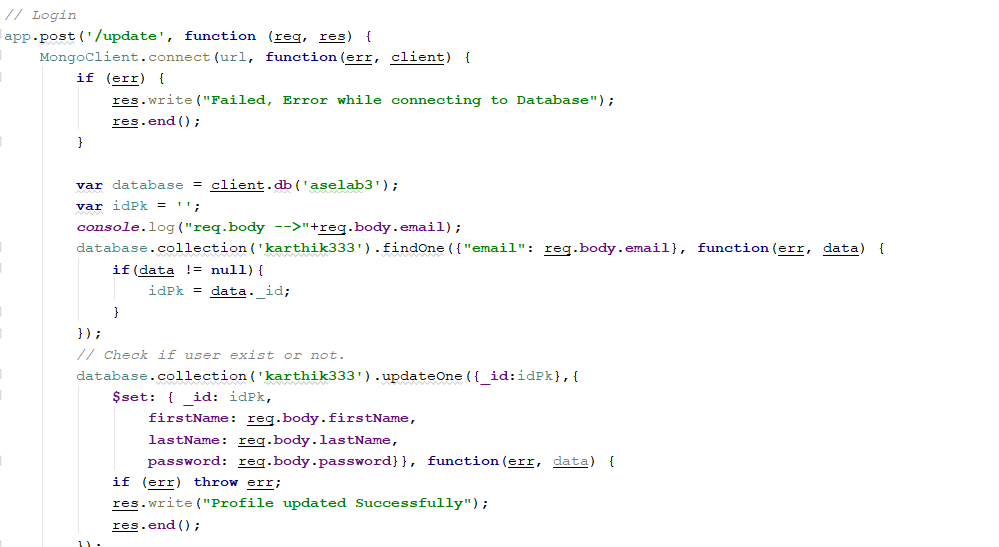 // Login
app.post('/update', function (req, res) {
    MongoClient.connect(url, function(err, client) {
        if (err) {
            res.write("Failed, Error while connecting to Database");
            res.end();
        }

        var database = client.db('aselab3');
        var idPk = '';
        console.log("req.body -->"+req.body.email);
        database.collection('karthik333').findOne({"email": req.body.email}, function(err, data) {
            if(data != null){
                idPk = data._id;
            }
        });
        // Check if user exist or not.
        database.collection('karthik333').updateOne({_id:idPk},{
            $set: { _id: idPk,
                firstName: req.body.firstName,
                lastName: req.body.lastName,
                password: req.body.password}}, function(err, data) {
            if (err) throw err;
            res.write("Profile updated Successfully");
            res.end();
        });